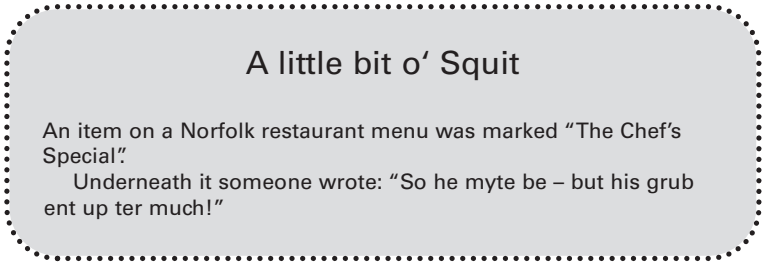 A little bit o‘ Squit
An item on a Norfolk restaurant menu was marked “The Chef’s
Special”.
Underneath it someone wrote: “So he myte be – but his grub
ent up ter much!”